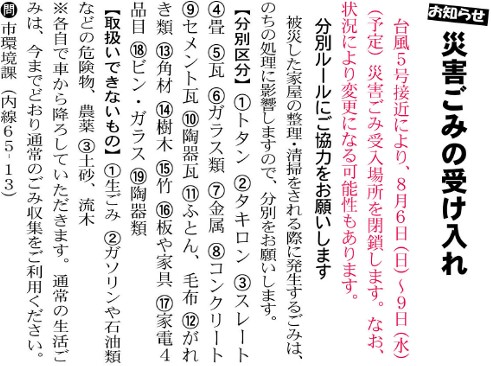 お知らせ
災害ごみの受け入れ
台風５号接近により、８月６日（日）～９日（水）
（予定）災害ごみ受入場所を閉鎖します。なお、
状況により変更になる可能性もあります。
分別ルールにご協力をお願いします
被災した家屋の整理・清掃をされる際に発生するごみは、
のちの処理に影響しますので、分別をお願いします。
【分別区分】①トタン ②タキロン ③スレート
④畳 ⑤瓦 ⑥ガラス類 ⑦金属 ⑧コンクリート
⑨セメント瓦 ⑩陶器瓦 ⑪ふとん、毛布 ⑫がれ
き類 ⑬角材 ⑭樹木 ⑮竹 ⑯板や家具 ⑰家電４
品目 ⑱ビン・ガラス ⑲陶器類
【取扱いできないもの】①生ごみ ②ガソリンや石油類
などの危険物、農薬 ③土砂、流木
※各自で車から降ろしていただきます。通常の生活ご
みは、今までどおり通常のごみ収集をご利用ください。
問 市環境課（内線６５-１３）